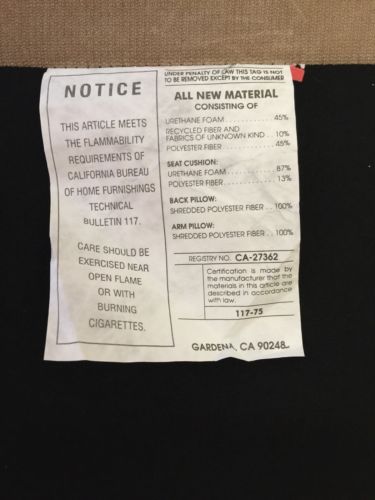 NOTICE
THIS ARTICLE MEETS
THE FLAMMABILITY
REQUIREMENTS OF
CALIFORNIA BUREAU
OF HOME FURNISHINGS
TECHNICAL
BULLETIN 117.
CARE SHOULD BE
EXERCISED NEAR
OPEN FLAME
OR WITH
BURNING
CIGARETTES.
UNDER PENALTY OF LAW THIS TAG IS NOT
TO BE REMOVED EXCEPT BY THE CONSUMER
ALL NEW MATERIAL
CONSISTING OF
URETHANE FOAM.............. 45%
RECYCLED FIBER AND
FABRICS OF UNKNOWN KIND.. 10%
POLYESTER FIBER.............. 45%
SEAT CUSHION:
URETHANE FOAM.............. 87%
POLYESTER FIBER.............. 13%
BACK PILLOW:
SHREDDED POLYESTER FIBER.. 100%
ARM PILLOW:
SHREDDED POLYESTER FIBER.. 100%
REGISTRY NO. CA-27362
Certification is made by
the manufacturer that the
materials in this article are
described in accordance
with law.
117-75
GARDENA, CA 90248